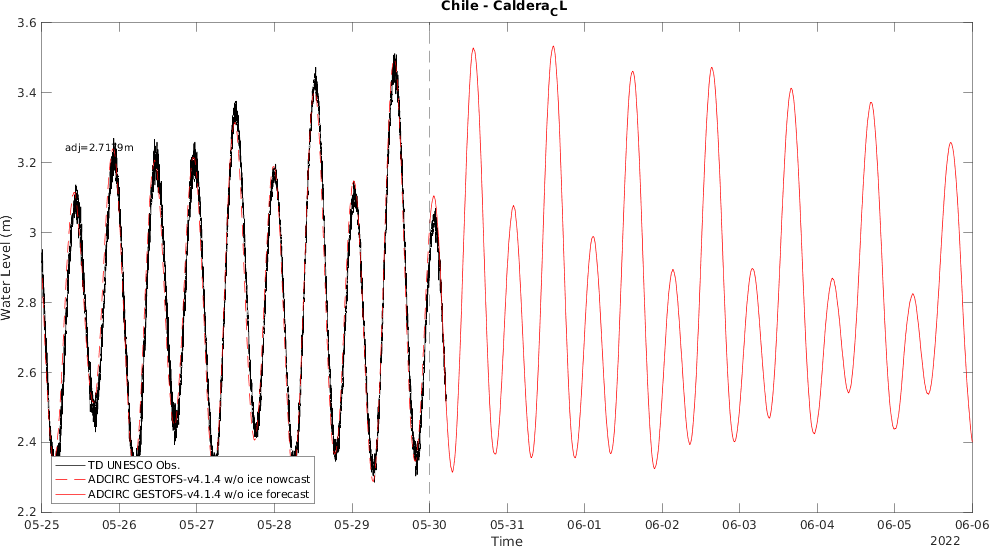 Chile - Caldera_CL
3.6
3.4
3.2
3
2.8
2.6
2.4
2.2
Water Level (m)
adj=2.7119m
TD UNESCO Obs.
ADCIRC GESTOFS-v4.1.4 w/o ice nowcast
ADCIRC GESTOFS-v4.1.4 w/o ice forecast
05-25 05-26 05-27 05-28 05-29 05-30 05-31 06-01 06-02 06-03 06-04 06-05 06-06
Time
2022